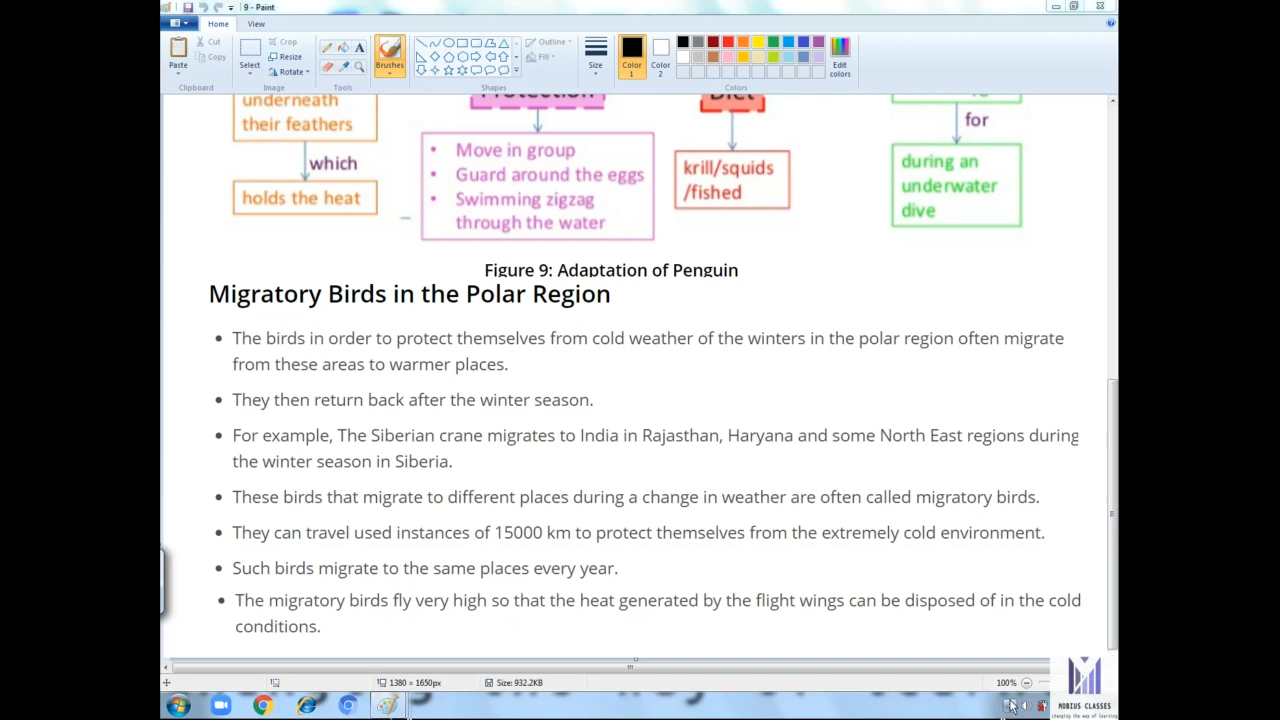 9 - Paint
Home View
Paste
Cut
Copy
Clipboard
Select
Crop
Resize
Rotate
Image
Tools
Brushes
Shapes
Outline
Fill
Size
Color 1
Color 2
Edit colors
Colors
underneath
their feathers
which
holds the heat
Protection
• Move in group
• Guard around the eggs
• Swimming zigzag
through the water
Diet
krill/squids
/fished
for
during an
underwater
dive
Figure 9: Adaptation of Penguin
Migratory Birds in the Polar Region
• The birds in order to protect themselves from cold weather of the winters in the polar region often migrate
from these areas to warmer places.
• They then return back after the winter season.
• For example, The Siberian crane migrates to India in Rajasthan, Haryana and some North East regions during
the winter season in Siberia.
• These birds that migrate to different places during a change in weather are often called migratory birds.
• They can travel used instances of 15000 km to protect themselves from the extremely cold environment.
• Such birds migrate to the same places every year.
• The migratory birds fly very high so that the heat generated by the flight wings can be disposed of in the cold
conditions.
1380 × 1650px
Size: 932.2KB
100%
MOBIUS CLASSES
changing the way of learning